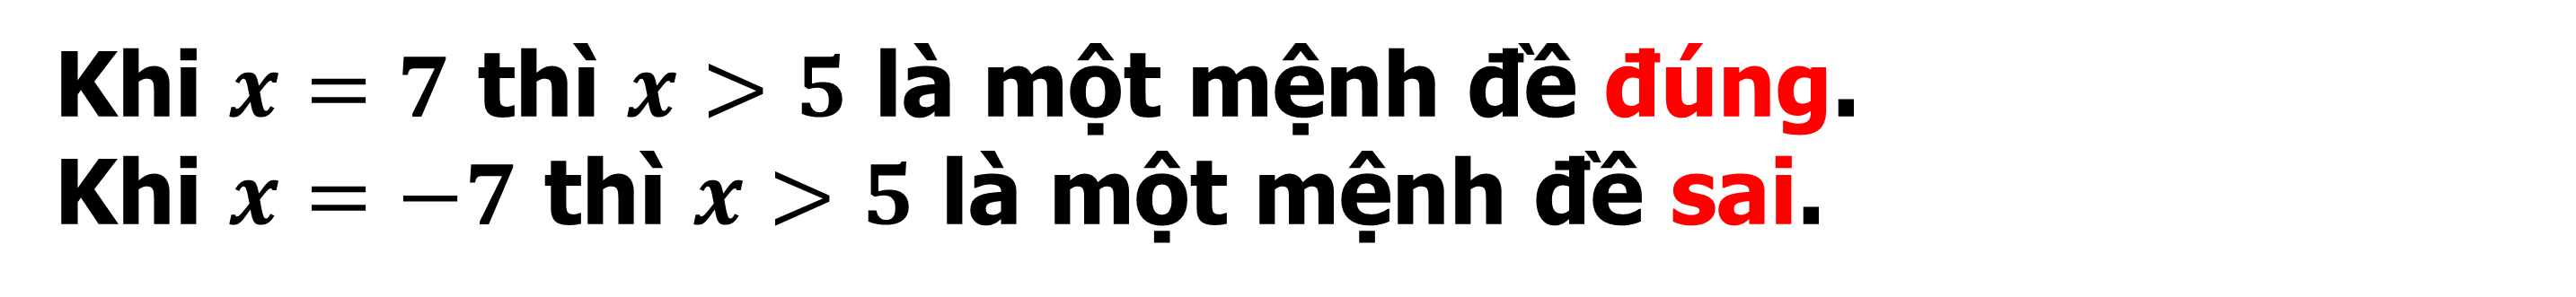 Khi x = 7 thì x > 5 là một mệnh đề đúng.
Khi x = −7 thì x > 5 là một mệnh đề sai.